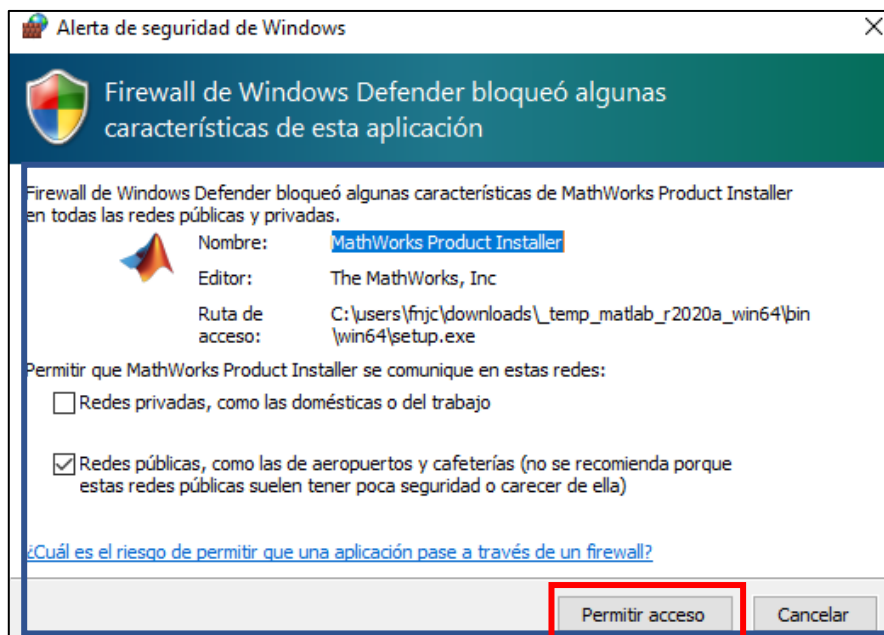 Alerta de seguridad de Windows
Firewall de Windows Defender bloqueó algunas
características de esta aplicación
Firewall de Windows Defender bloqueó algunas características de MathWorks Product Installer
en todas las redes públicas y privadas.
Nombre: MathWorks Product Installer
Editor: The MathWorks, Inc
Ruta de C:\users\fnjc\downloads\_temp_matlab_r2020a_win64\bin
acceso: \win64\setup.exe
Permitir que MathWorks Product Installer se comunique en estas redes:
Redes privadas, como las domésticas o del trabajo
Redes públicas, como las de aeropuertos y cafeterías (no se recomienda porque
estas redes públicas suelen tener poca seguridad o carecer de ella)
¿Cuál es el riesgo de permitir que una aplicación pase a través de un firewall?
Permitir acceso Cancelar